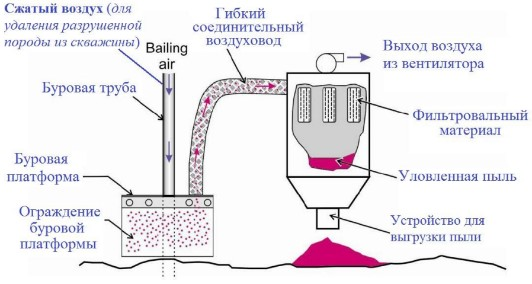 Сжатый воздух (для
удаления разрушенной
породы из скважины)
Bailing
air
Буровая труба
Буровая
платформа
Ограждение
буровой
платформы
Гибкий
соединительный
воздуховод
Выход воздуха
из вентилятора
Фильтровальный
материал
Уловленная пыль
Устройство для
выгрузки пыли